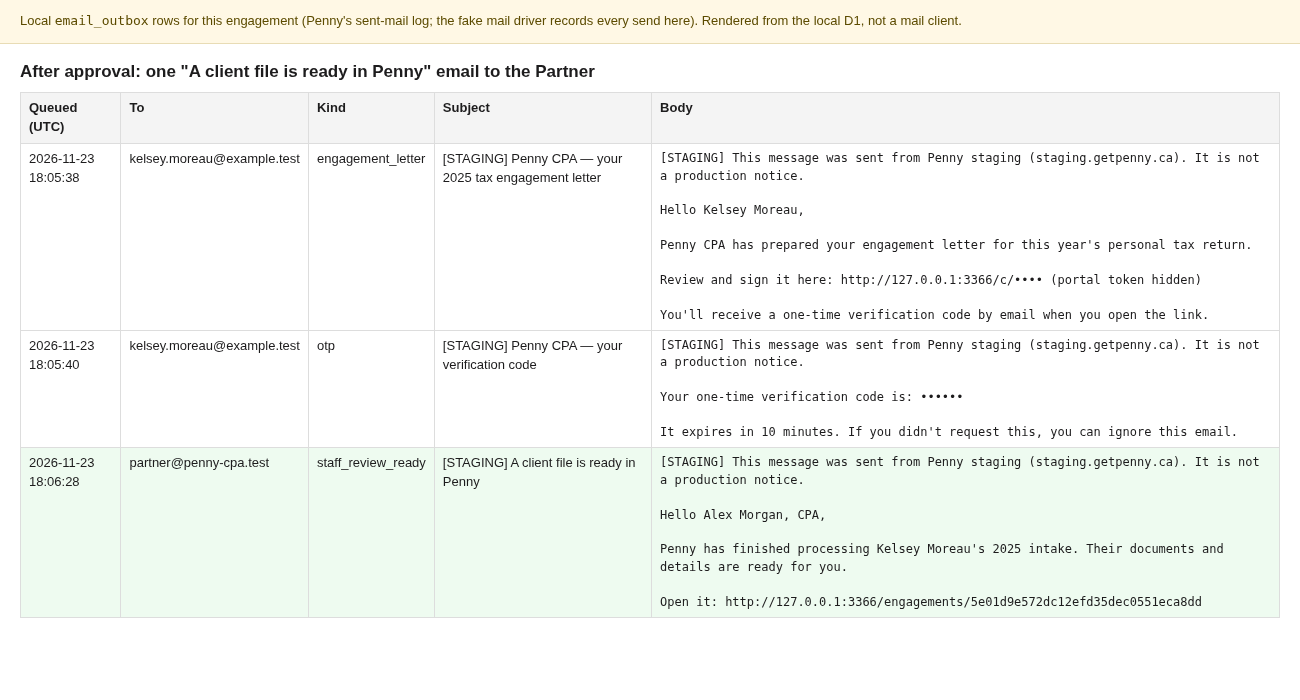 Local email_outbox rows for this engagement (Penny's sent-mail log; the fake mail driver records every send here). Rendered from the local D1, not a mail client.
After approval: one "A client file is ready in Penny" email to the Partner
Queued (UTC)
To
Kind
Subject
Body
2026-11-23
18:05:38
kelsey.moreau@example.test
engagement_letter
[STAGING] Penny CPA — your
2025 tax engagement letter
[STAGING] This message was sent from Penny staging (staging.getpenny.ca). It is not
a production notice.
Hello Kelsey Moreau,
Penny CPA has prepared your engagement letter for this year's personal tax return.
Review and sign it here: http://127.0.0.1:3366/c/•••• (portal token hidden)
You'll receive a one-time verification code by email when you open the link.
2026-11-23
18:05:40
kelsey.moreau@example.test
otp
[STAGING] Penny CPA — your
verification code
[STAGING] This message was sent from Penny staging (staging.getpenny.ca). It is not
a production notice.
Your one-time verification code is: ••••••
It expires in 10 minutes. If you didn't request this, you can ignore this email.
2026-11-23
18:06:28
partner@penny-cpa.test
staff_review_ready
[STAGING] A client file is ready in
Penny
[STAGING] This message was sent from Penny staging (staging.getpenny.ca). It is not
a production notice.
Hello Alex Morgan, CPA,
Penny has finished processing Kelsey Moreau's 2025 intake. Their documents and
details are ready for you.
Open it: http://127.0.0.1:3366/engagements/5e01d9e572dc12efd35dec0551eca8dd